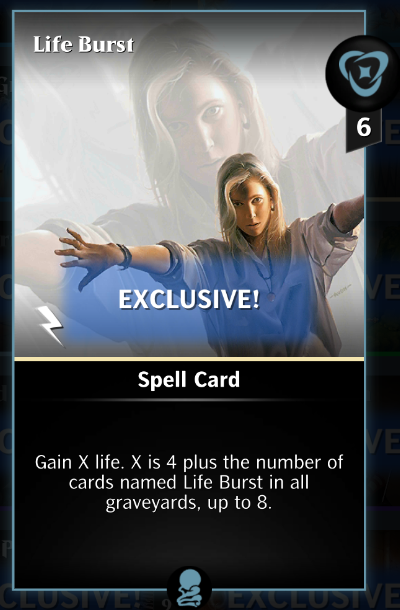 Life Burst
6
EXCLUSIVE!
Spell Card
Gain X life. X is 4 plus the number of
cards named Life Burst in all
graveyards, up to 8.